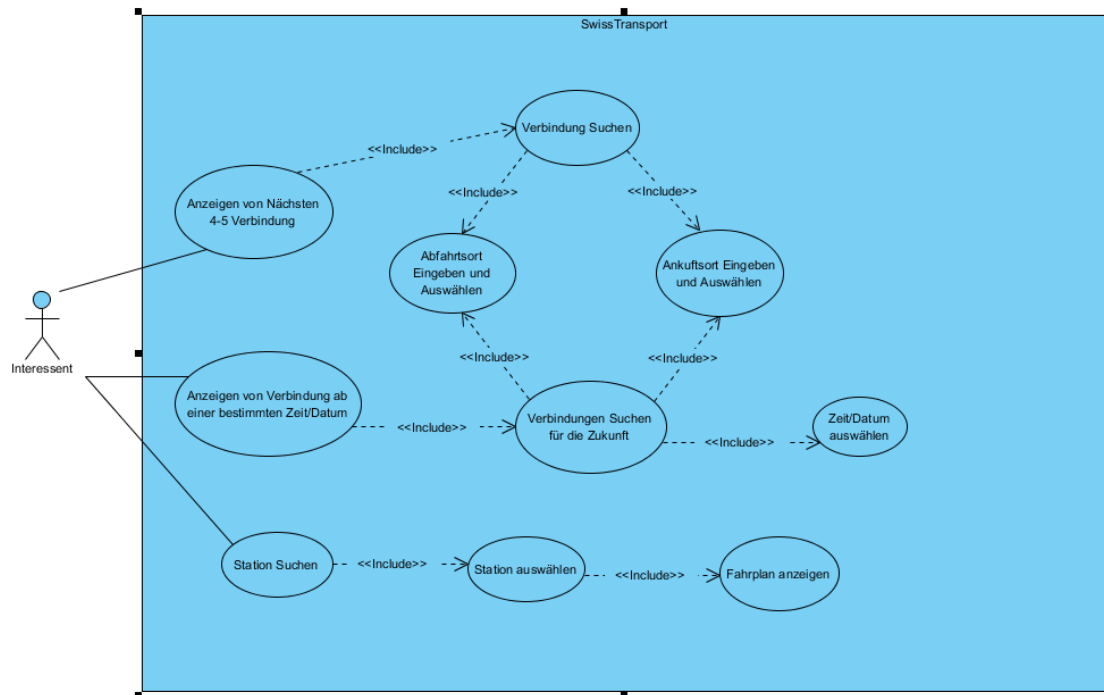 SwissTransport
Verbindung Suchen
<<Include>>
<<Include>>
<<Include>>
Anzeigen von Nächsten
4-5 Verbindung
Abfahrtsort
Eingeben und
Auswählen
Ankuftsort Eingeben
und Auswählen
Interessent
<<Include>>
<<Include>>
Anzeigen von Verbindung ab
einer bestimmten Zeit/Datum
<<Include>>
Verbindungen Suchen
für die Zukunft
<<Include>>
Zeit/Datum
auswählen
Station Suchen
<<Include>>
Station auswählen
<<Include>>
Fahrplan anzeigen